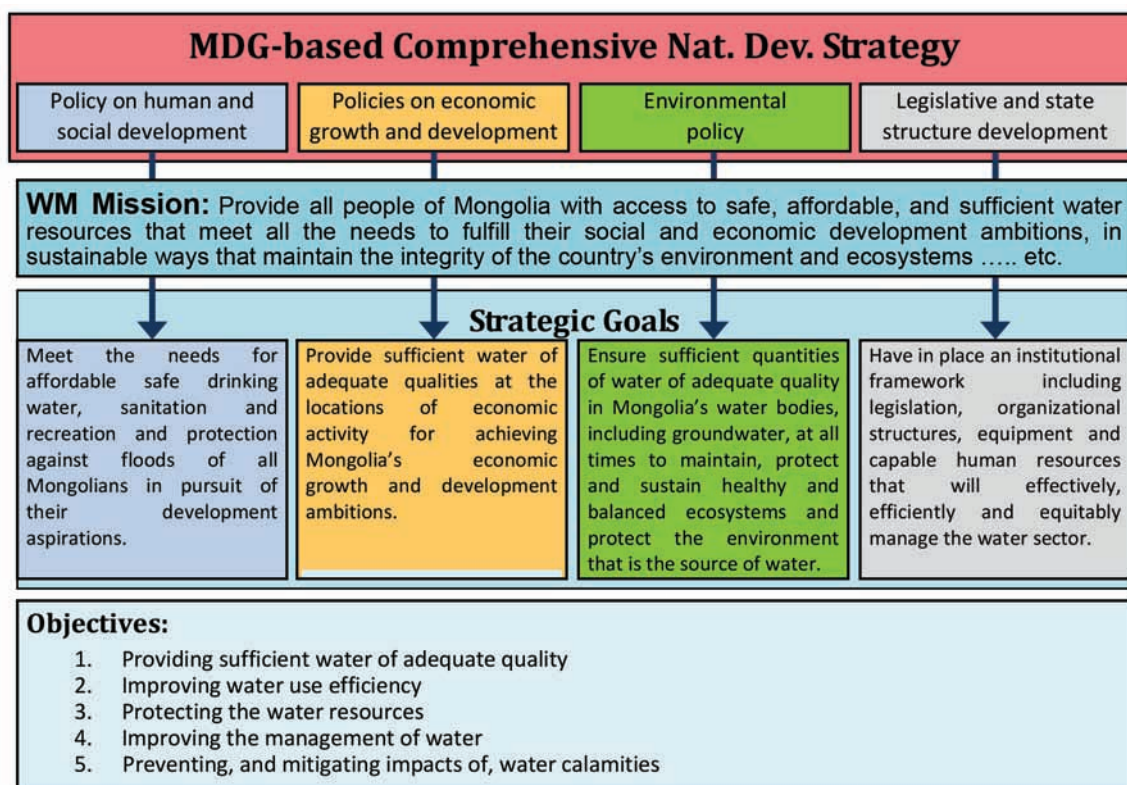 MDG-based Comprehensive Nat. Dev. Strategy
Policy on human and
social development
Policies on economic
growth and development
Environmental
policy
Legislative and state
structure development
WM Mission: Provide all people of Mongolia with access to safe, affordable, and sufficient water
resources that meet all the needs to fulfill their social and economic development ambitions, in
sustainable ways that maintain the integrity of the country's environment and ecosystems ..... etc.
Strategic Goals
Meet the needs for
affordable safe drinking
water, sanitation and
recreation and protection
against floods of all
Mongolians in pursuit of
their development
aspirations.
Provide sufficient water of
adequate qualities at the
locations of economic
activity for achieving
Mongolia's economic
growth and development
ambitions.
Ensure sufficient quantities
of water of adequate quality
in Mongolia's water bodies,
including groundwater, at all
times to maintain, protect
and sustain healthy and
balanced ecosystems and
protect the environment
that is the source of water.
Have in place an institutional
framework including
legislation, organizational
structures, equipment and
capable human resources
that will effectively,
efficiently and equitably
manage the water sector.
Objectives:
1. Providing sufficient water of adequate quality
2. Improving water use efficiency
3. Protecting the water resources
4. Improving the management of water
5. Preventing, and mitigating impacts of, water calamities